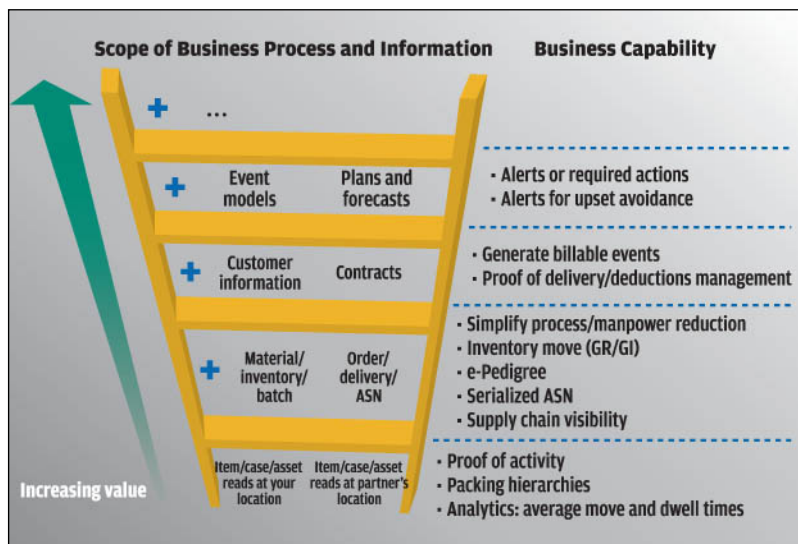 Scope of Business Process and Information
Business Capability
+ ...
+ Event models
Plans and forecasts
· Alerts or required actions
· Alerts for upset avoidance
+ Customer information
Contracts
· Generate billable events
· Proof of delivery/deductions management
+ Material/
inventory/
batch
Order/
delivery/
ASN
· Simplify process/manpower reduction
· Inventory move (GR/GI)
· e-Pedigree
· Serialized ASN
· Supply chain visibility
Increasing value
Item/case/asset
reads at your
location
Item/case/asset
reads at partner's
location
· Proof of activity
· Packing hierarchies
· Analytics: average move and dwell times